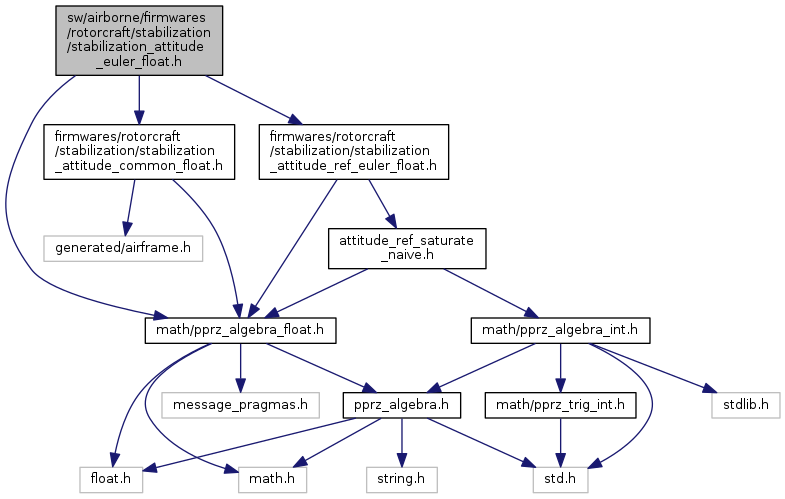 sw/airborne/firmwares
/rotorcraft/stabilization
/stabilization_attitude
_euler_float.h
firmwares/rotorcraft
/stabilization/stabilization
_attitude_common_float.h
firmwares/rotorcraft
/stabilization/stabilization
_attitude_ref_euler_float.h
generated/airframe.h
attitude_ref_saturate
_naive.h
math/pprz_algebra_float.h
math/pprz_algebra_int.h
message_pragmas.h
pprz_algebra.h
math/pprz_trig_int.h
stdlib.h
float.h
math.h
string.h
std.h